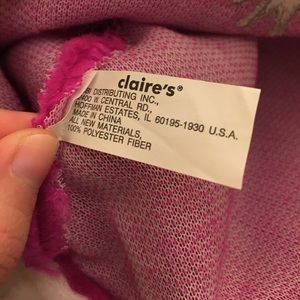 claire's®
DISTRIBUTING INC.,
W. CENTRAL RD.,
HOFFMAN ESTATES, IL 60195-1930 U.S.A.
MADE IN CHINA
ALL NEW MATERIALS,
100% POLYESTER FIBER